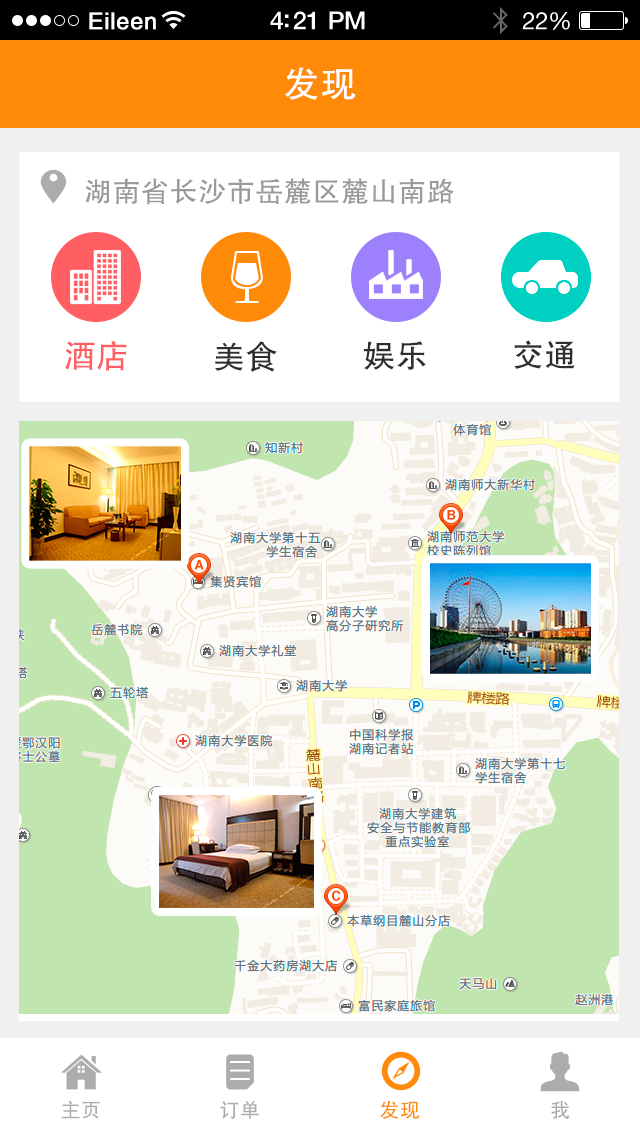 Eileen 4:21 PM 22%
发现
湖南省长沙市岳麓区麓山南路
酒店 美食 娱乐 交通
体育馆
知新村
湖南师大新华村
B
湖南师范大学
校史陈列馆
湖南大学第十五
学生宿舍
A
集贤宾馆
湖南大学
高分子研究所
岳麓书院
湖南大学礼堂
湖南大学
五轮塔
P
牌楼路
中国科学报
湖南记者站
湖南大学医院
鄂汉阳
士公墓
麓山南
湖南大学第十七
学生宿舍
湖南大学建筑
安全与节能教育部
重点实验室
C
本草纲目麓山分店
千金大药房湖大店
天马山
赵洲港
富民家庭旅馆
主页 订单 发现 我